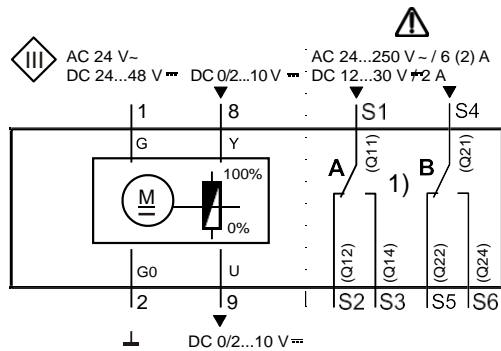 III
AC 24 V~
DC 24...48 V ⎓ DC 0/2...10 V ⎓
AC 24...250 V ~ / 6 (2) A
DC 12...30 V ⎓ / 2 A
1 8 S1 S4
G Y (Q11) (Q21)
A 1) B
M
100%
0%
G0 U (Q12) (Q14) (Q22) (Q24)
2 9 S2 S3 S5 S6
DC 0/2...10 V ⎓